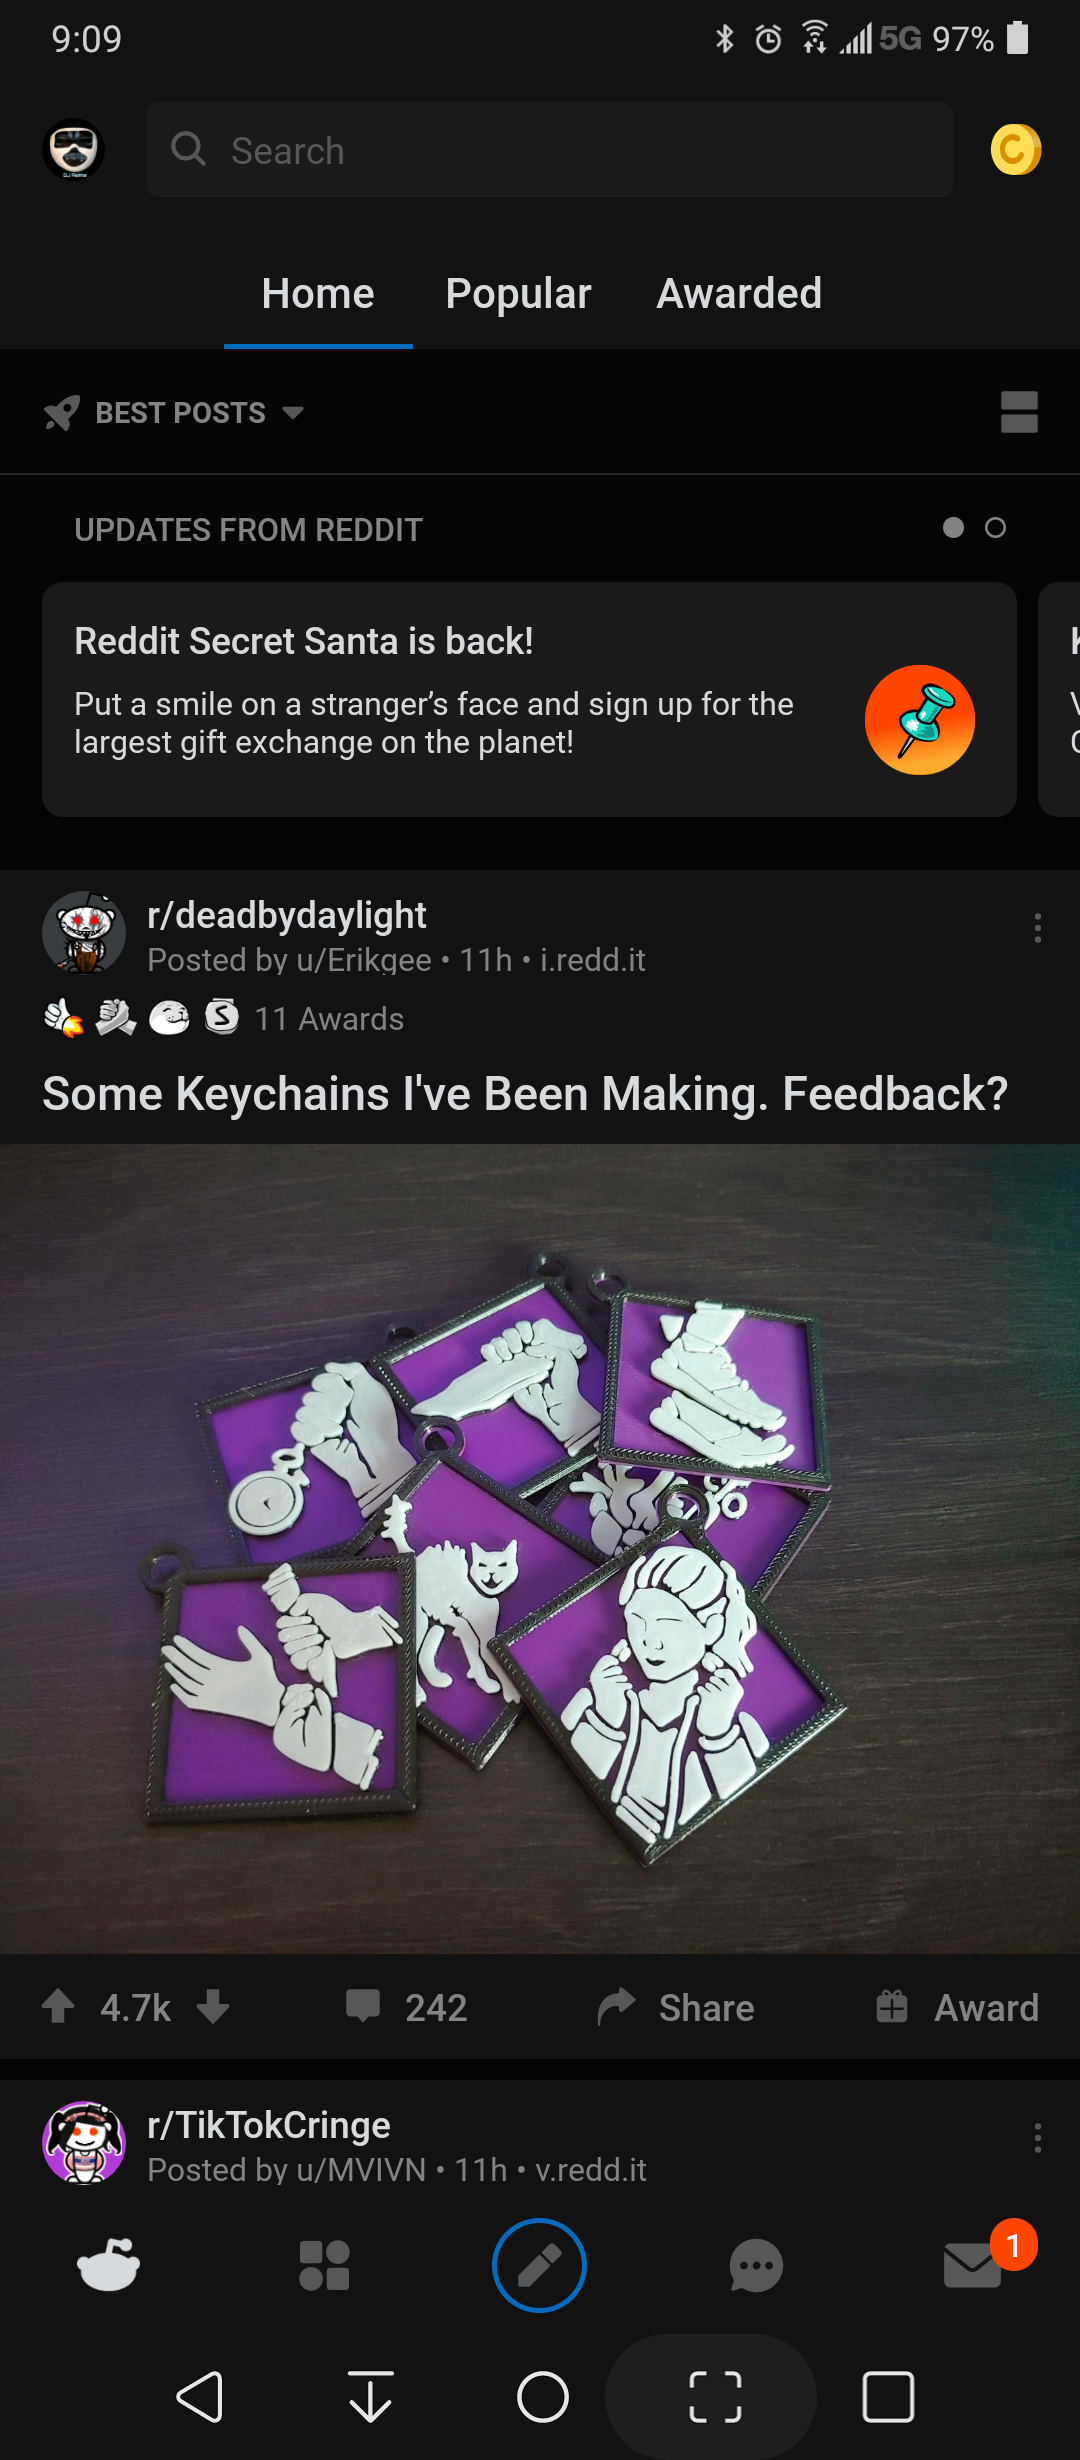 9:09 5G 97%
Search
Home Popular Awarded
BEST POSTS
UPDATES FROM REDDIT
Reddit Secret Santa is back!
Put a smile on a stranger’s face and sign up for the
largest gift exchange on the planet!
r/deadbydaylight
Posted by u/Erikgee • 11h • i.redd.it
11 Awards
Some Keychains I've Been Making. Feedback?
4.7k 242 Share Award
r/TikTokCringe
Posted by u/MVIVN • 11h • v.redd.it
1